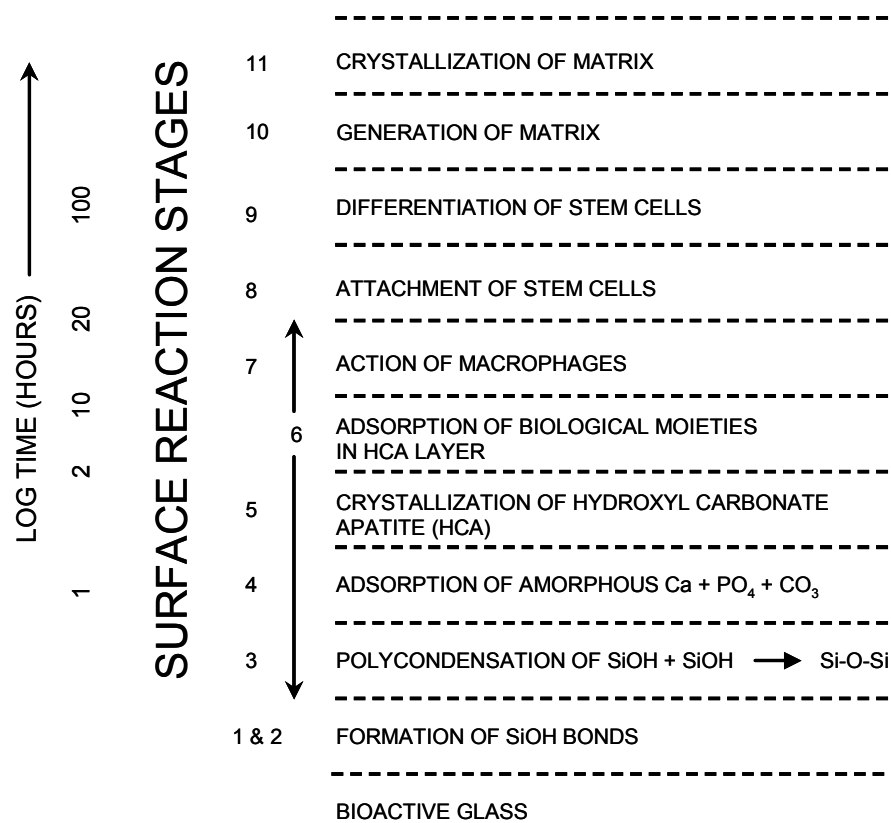 11 CRYSTALLIZATION OF MATRIX
10 GENERATION OF MATRIX
9 DIFFERENTIATION OF STEM CELLS
8 ATTACHMENT OF STEM CELLS
7 ACTION OF MACROPHAGES
6 ADSORPTION OF BIOLOGICAL MOIETIES
IN HCA LAYER
5 CRYSTALLIZATION OF HYDROXYL CARBONATE
APATITE (HCA)
4 ADSORPTION OF AMORPHOUS Ca + PO₄ + CO₃
3 POLYCONDENSATION OF SiOH + SiOH → Si-O-Si
1 & 2 FORMATION OF SiOH BONDS
BIOACTIVE GLASS
SURFACE REACTION STAGES
LOG TIME (HOURS)
1
2
10
20
100